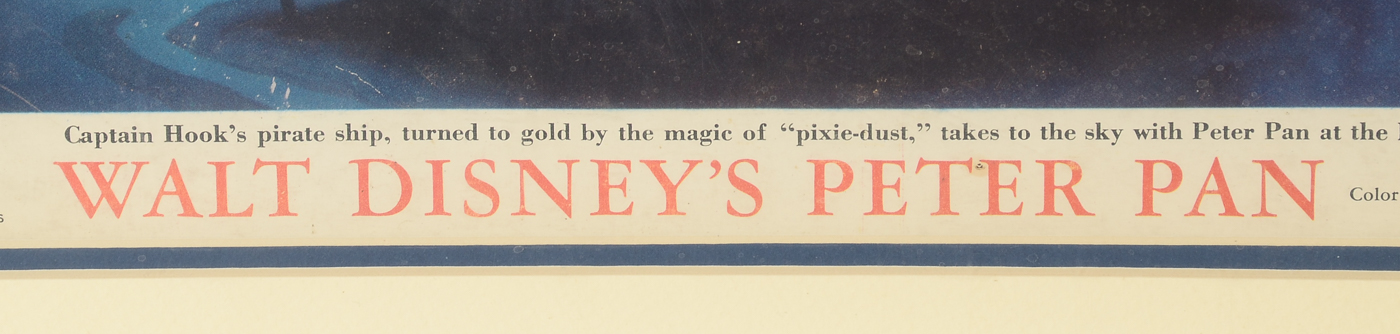 Captain Hook's pirate ship, turned to gold by the magic of “pixie-dust,” takes to the sky with Peter Pan at the
WALT DISNEY'S PETER PAN
Color